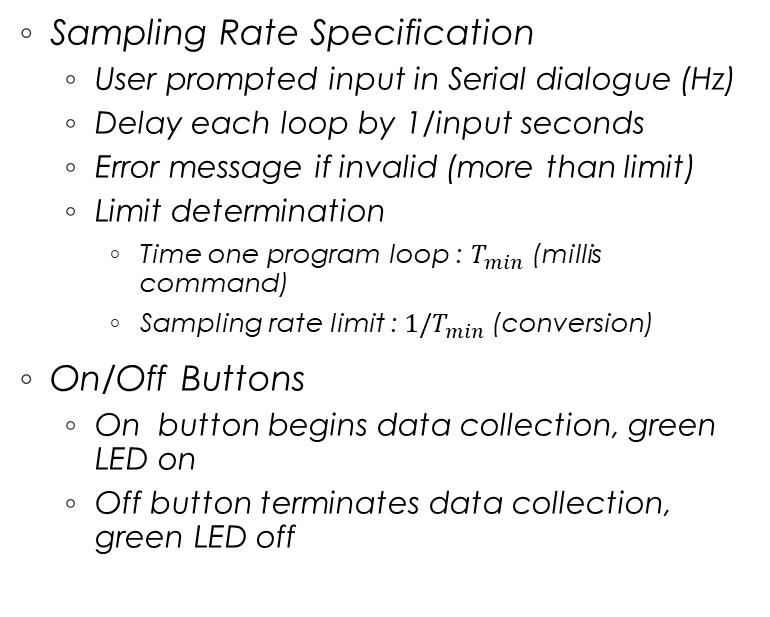 ◦ Sampling Rate Specification
◦ User prompted input in Serial dialogue (Hz)
◦ Delay each loop by 1/input seconds
◦ Error message if invalid (more than limit)
◦ Limit determination
◦ Time one program loop : T_min (millis
command)
◦ Sampling rate limit : 1/T_min (conversion)
◦ On/Off Buttons
◦ On button begins data collection, green
LED on
◦ Off button terminates data collection,
green LED off